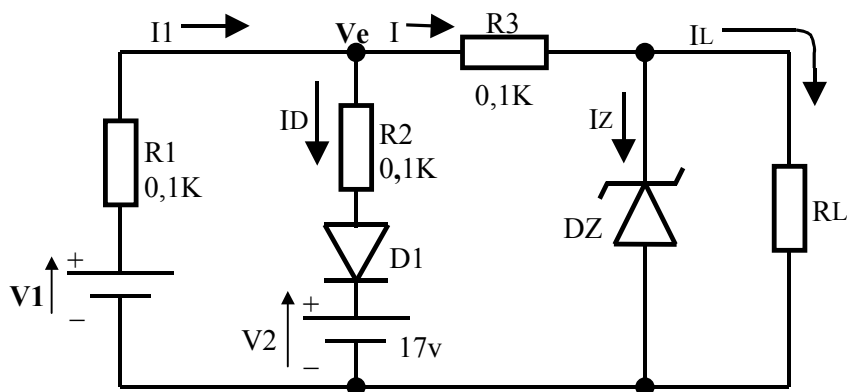 I1
Ve
I
R3
IL
0,1K
ID
R2
0,1K
IZ
R1
0,1K
DZ
RL
D1
+
V1
−
+
V2
17v
−